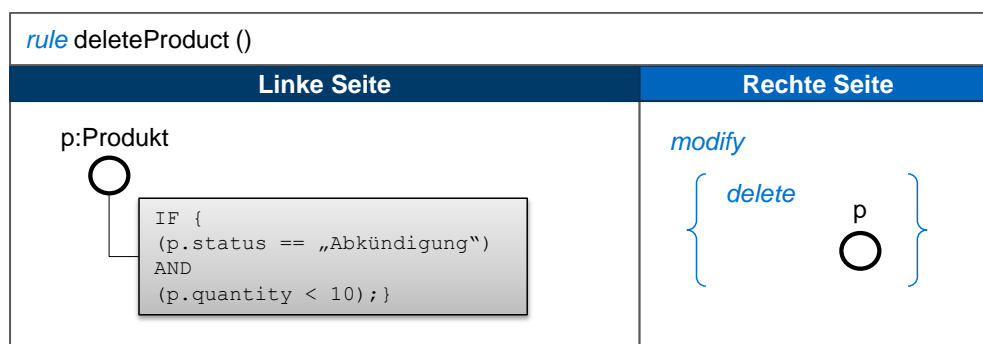 rule deleteProduct ()
Linke Seite
Rechte Seite
p:Produkt
IF {
(p.status == „Abkündigung“)
AND
(p.quantity < 10);}
modify
delete
p